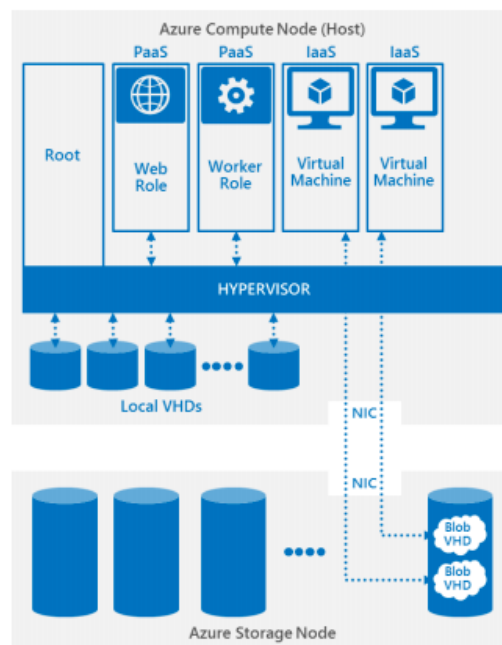 Azure Compute Node (Host)
PaaS
PaaS
IaaS
IaaS
Root
Web
Role
Worker
Role
Virtual
Machine
Virtual
Machine
HYPERVISOR
Local VHDs
NIC
NIC
Blob
VHD
Blob
VHD
Azure Storage Node